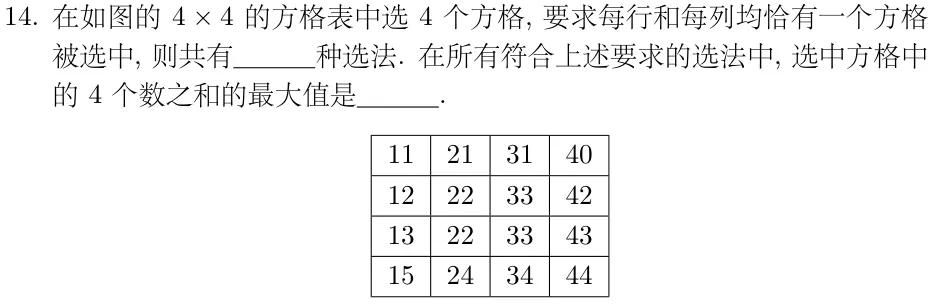 14. 在如图的 4 × 4 的方格表中选 4 个方格, 要求每行和每列均恰有一个方格
被选中, 则共有______种选法. 在所有符合上述要求的选法中, 选中方格中
的 4 个数之和的最大值是______.
11 21 31 40
12 22 33 42
13 22 33 43
15 24 34 44